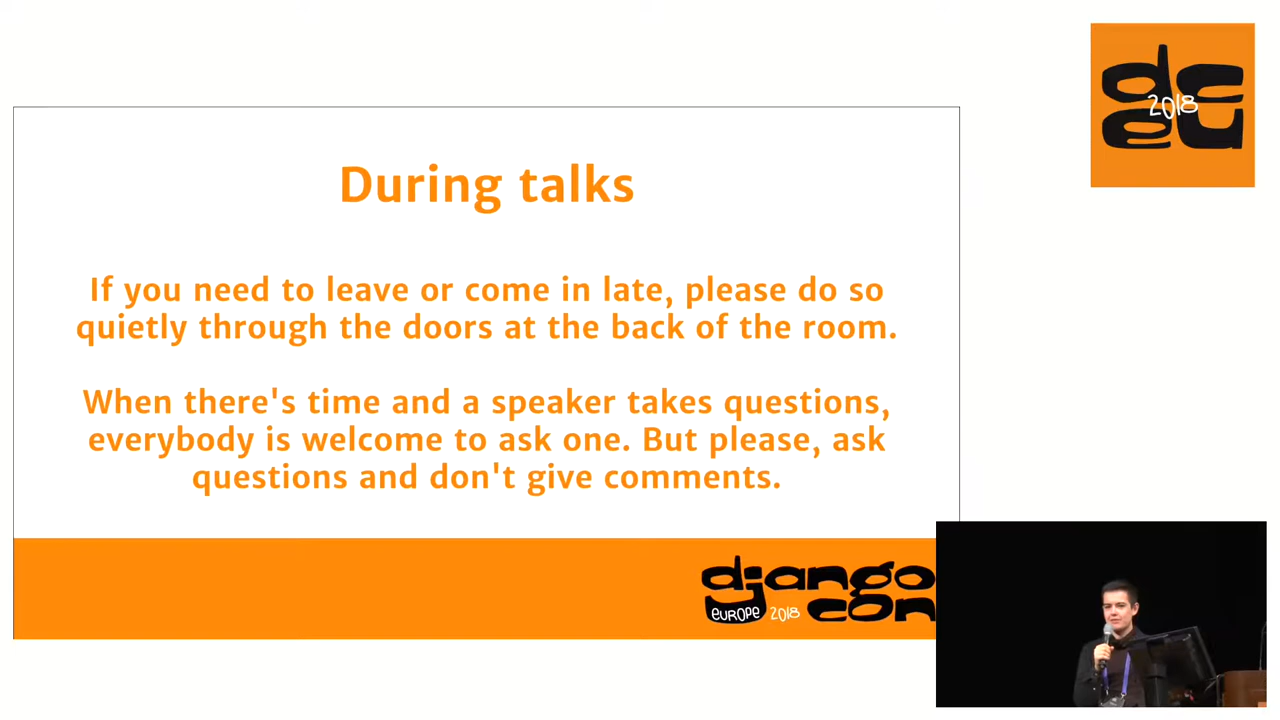 2018
During talks
If you need to leave or come in late, please do so
quietly through the doors at the back of the room.
When there's time and a speaker takes questions,
everybody is welcome to ask one. But please, ask
questions and don't give comments.
django
EUROPE 2018 con
dc
eu